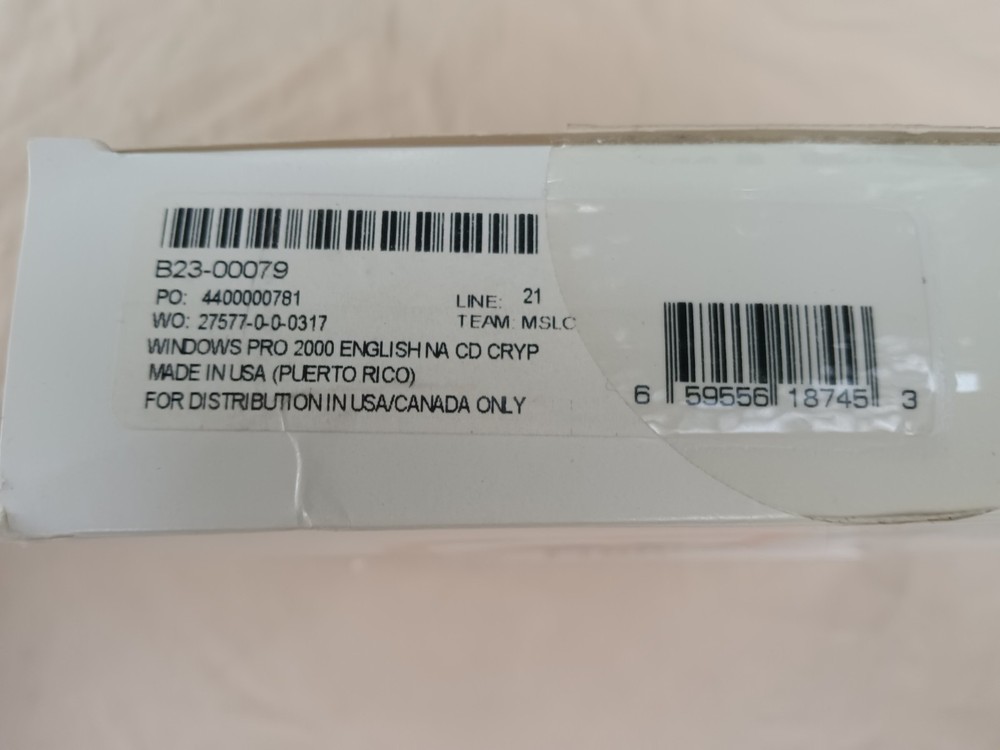 B23-00079
PO: 4400000781 LINE: 21
WO: 27577-0-0-0317 TEAM: MSLC
WINDOWS PRO 2000 ENGLISH NA CD CRYP
MADE IN USA (PUERTO RICO)
FOR DISTRIBUTION IN USA/CANADA ONLY
6 59556 18745 3